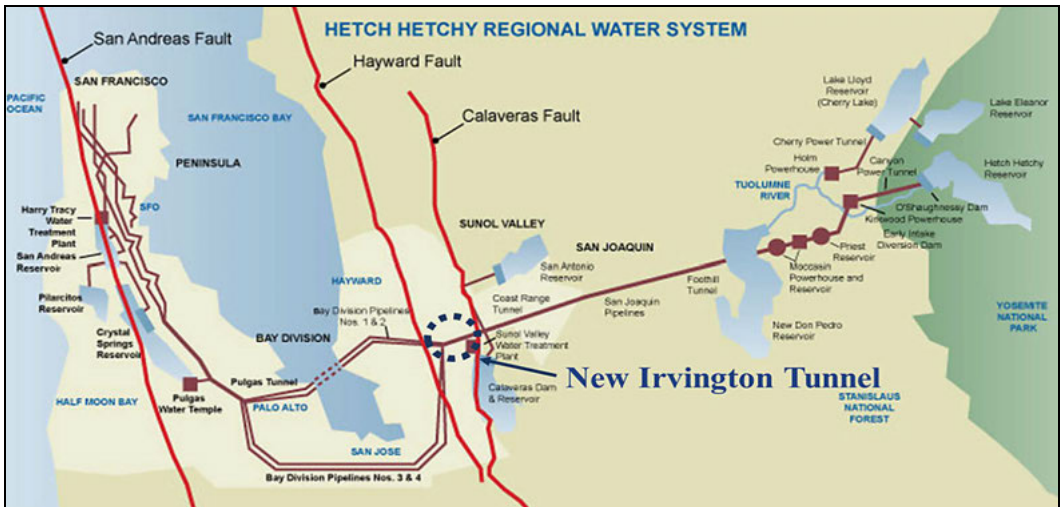 HETCH HETCHY REGIONAL WATER SYSTEM
San Andreas Fault
Hayward Fault
Calaveras Fault
SAN FRANCISCO
PACIFIC
OCEAN
SAN FRANCISCO BAY
PENINSULA
SFO
Harry Tracy
Water
Treatment
Plant
San Andreas
Reservoir
Pilarcitos
Reservoir
Crystal
Springs
Reservoir
HALF MOON BAY
Pulgas
Water Temple
Pulgas Tunnel
PALO ALTO
BAY DIVISION
HAYWARD
Bay Division Pipelines
Nos. 1 & 2
SAN JOSE
Bay Division Pipelines Nos. 3 & 4
SUNOL VALLEY
San Antonio
Reservoir
Coast Range
Tunnel
Sunol Valley
Water Treatment
Plant
Calaveras Dam
& Reservoir
New Irvington Tunnel
SAN JOAQUIN
San Joaquin
Pipelines
Foothill
Tunnel
New Don Pedro
Reservoir
Moccasin
Powerhouse and
Reservoir
Priest
Reservoir
TUOLUMNE
RIVER
Lake Lloyd
Reservoir
(Cherry Lake)
Cherry Power Tunnel
Holm
Powerhouse
Canyon
Power Tunnel
Lake Eleanor
Reservoir
Hetch Hetchy
Reservoir
O'Shaughnessy Dam
Kirkwood Powerhouse
Early Intake
Diversion Dam
YOSEMITE
NATIONAL
PARK
STANISLAUS
NATIONAL
FOREST